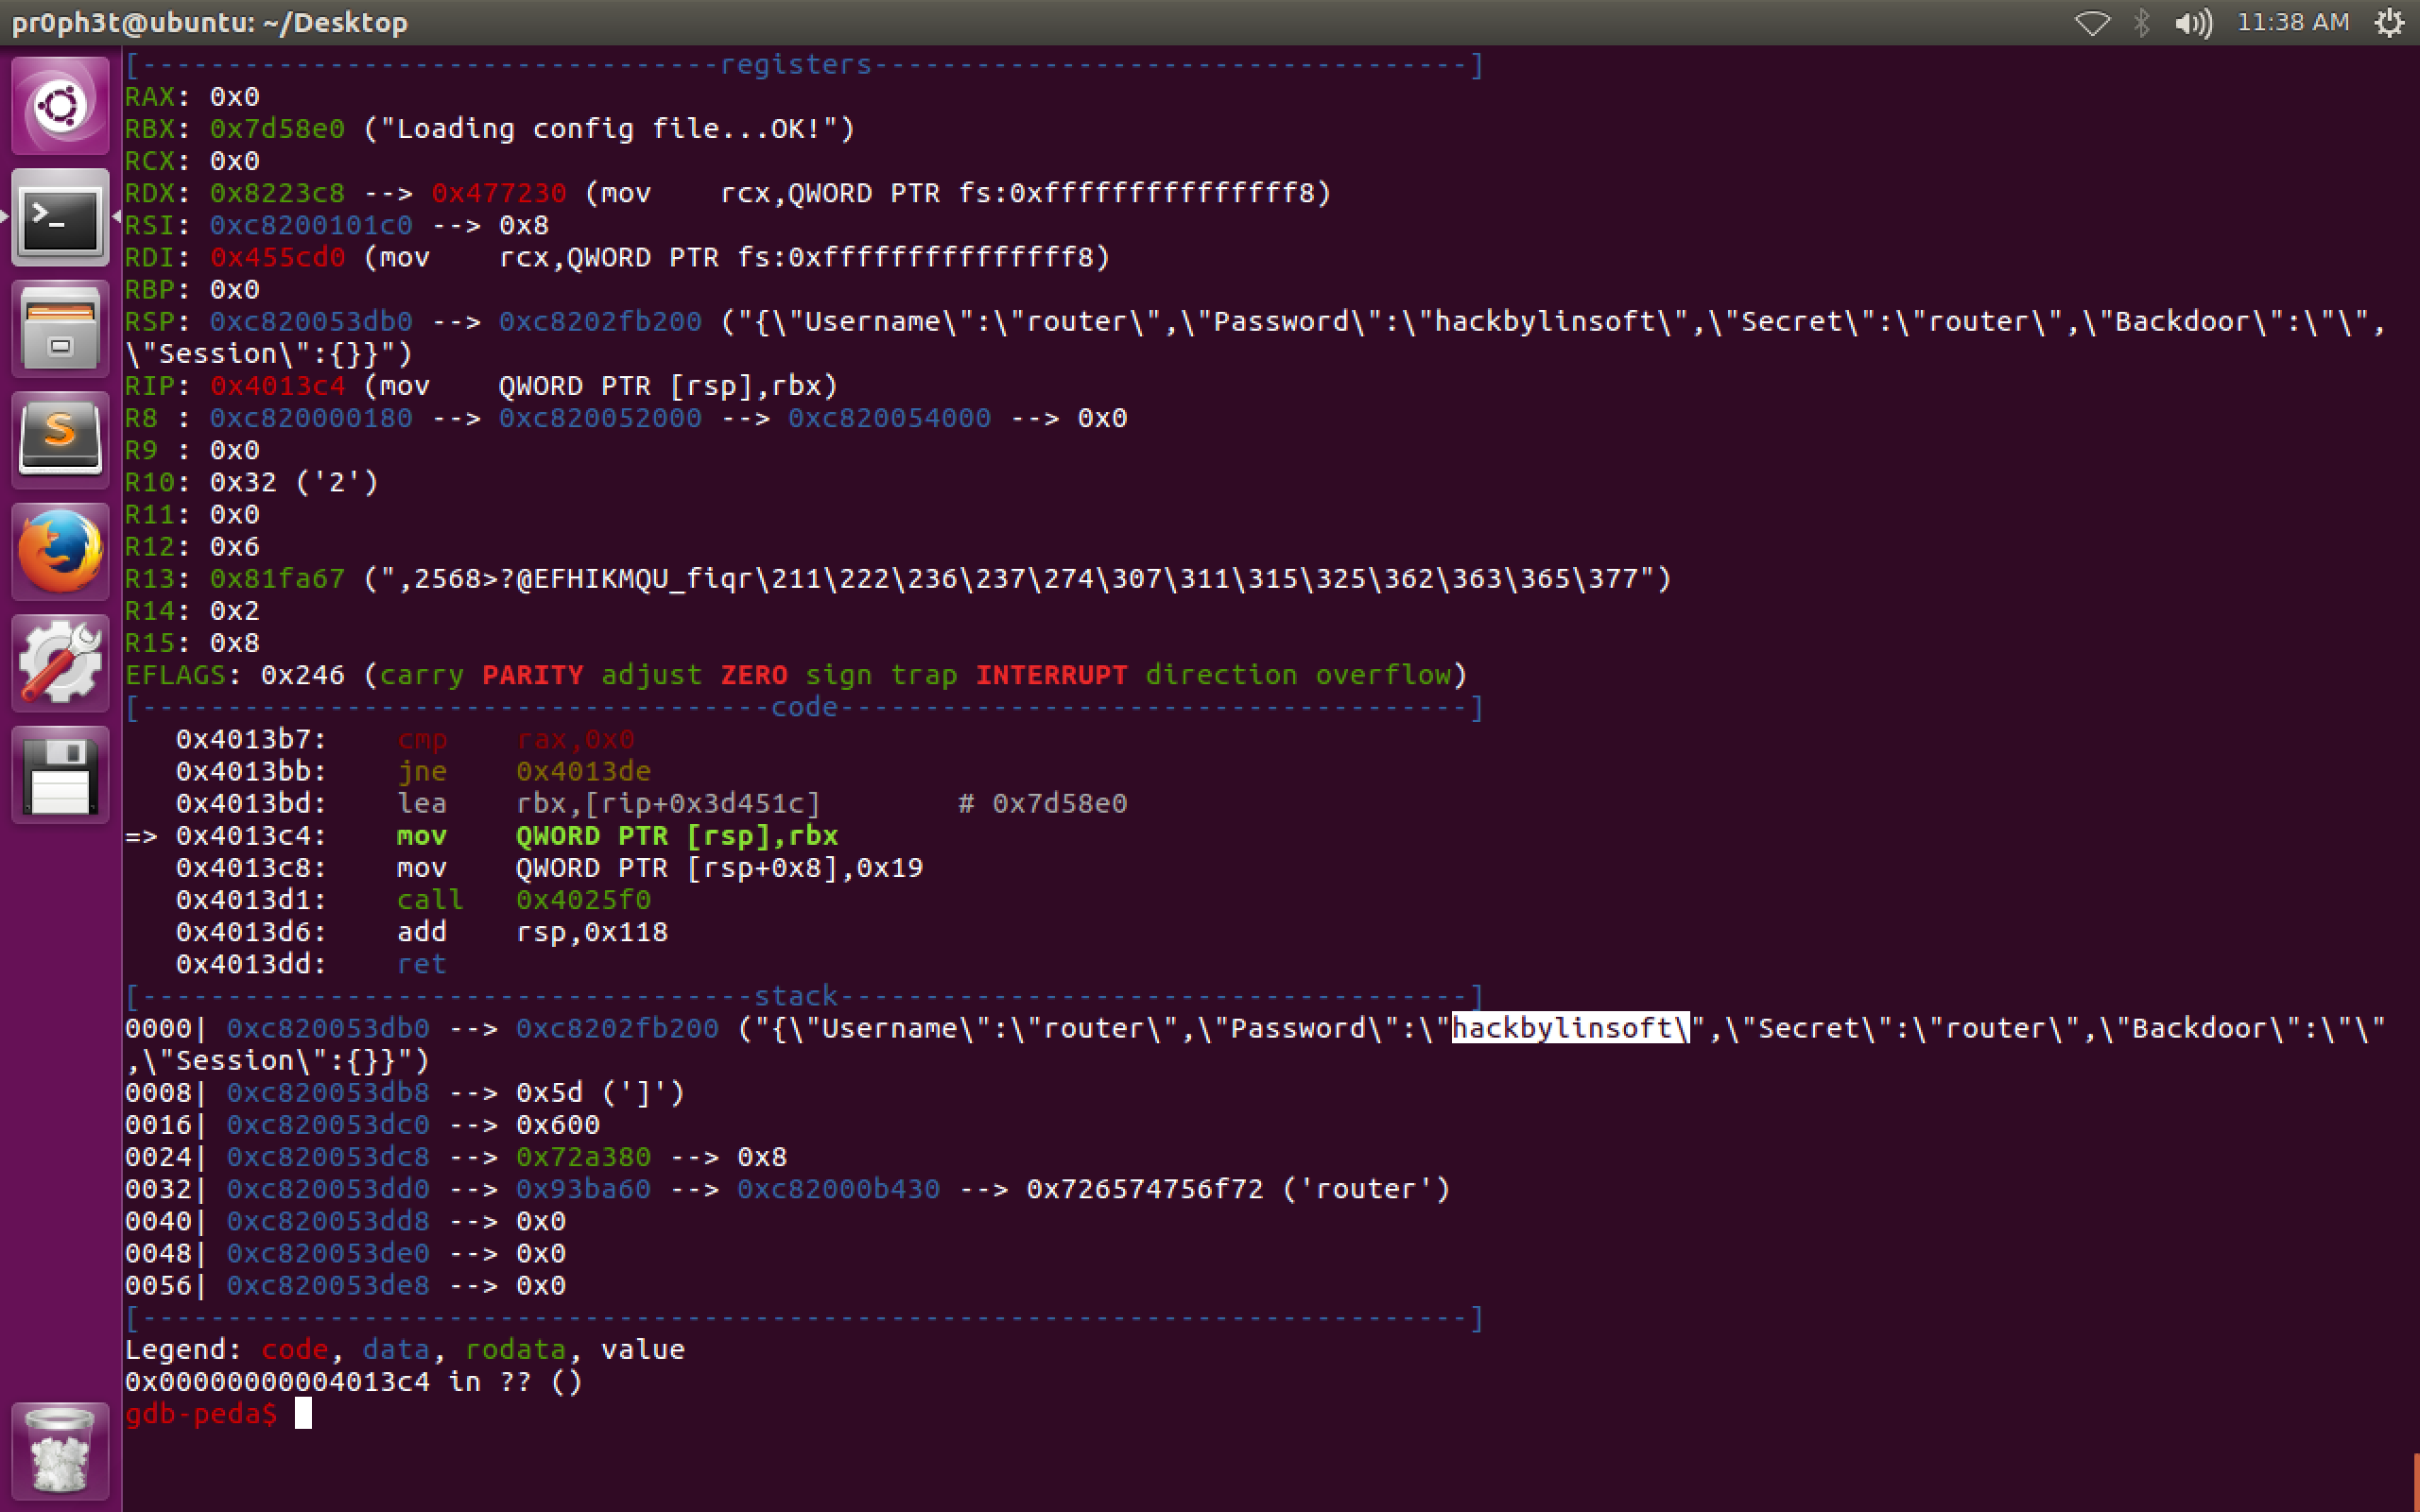 pr0ph3t@ubuntu: ~/Desktop
11:38 AM
[----------------------------------registers-----------------------------------]
RAX: 0x0
RBX: 0x7d58e0 ("Loading config file...OK!")
RCX: 0x0
RDX: 0x8223c8 --> 0x477230 (mov    rcx,QWORD PTR fs:0xfffffffffffffff8)
RSI: 0xc8200101c0 --> 0x8
RDI: 0x455cd0 (mov    rcx,QWORD PTR fs:0xfffffffffffffff8)
RBP: 0x0
RSP: 0xc820053db0 --> 0xc8202fb200 ("{\"Username\":\"router\",\"Password\":\"hackbylinsoft\",\"Secret\":\"router\",\"Backdoor\":\"\",
\"Session\":{}}")
RIP: 0x4013c4 (mov    QWORD PTR [rsp],rbx)
R8 : 0xc820000180 --> 0xc820052000 --> 0xc820054000 --> 0x0
R9 : 0x0
R10: 0x32 ('2')
R11: 0x0
R12: 0x6
R13: 0x81fa67 (",2568>?@EFHIKMQU_fiqr\211\222\236\237\274\307\311\315\325\362\363\365\377")
R14: 0x2
R15: 0x8
EFLAGS: 0x246 (carry PARITY adjust ZERO sign trap INTERRUPT direction overflow)
[-------------------------------------code-------------------------------------]
   0x4013b7:    cmp    rax,0x0
   0x4013bb:    jne    0x4013de
   0x4013bd:    lea    rbx,[rip+0x3d451c]        # 0x7d58e0
=> 0x4013c4:    mov    QWORD PTR [rsp],rbx
   0x4013c8:    mov    QWORD PTR [rsp+0x8],0x19
   0x4013d1:    call   0x4025f0
   0x4013d6:    add    rsp,0x118
   0x4013dd:    ret
[------------------------------------stack-------------------------------------]
0000| 0xc820053db0 --> 0xc8202fb200 ("{\"Username\":\"router\",\"Password\":\"hackbylinsoft\",\"Secret\":\"router\",\"Backdoor\":\"\"
,\"Session\":{}}")
0008| 0xc820053db8 --> 0x5d (']')
0016| 0xc820053dc0 --> 0x600
0024| 0xc820053dc8 --> 0x72a380 --> 0x8
0032| 0xc820053dd0 --> 0x93ba60 --> 0xc82000b430 --> 0x726574756f72 ('router')
0040| 0xc820053dd8 --> 0x0
0048| 0xc820053de0 --> 0x0
0056| 0xc820053de8 --> 0x0
[------------------------------------------------------------------------------]
Legend: code, data, rodata, value
0x00000000004013c4 in ?? ()
gdb-peda$